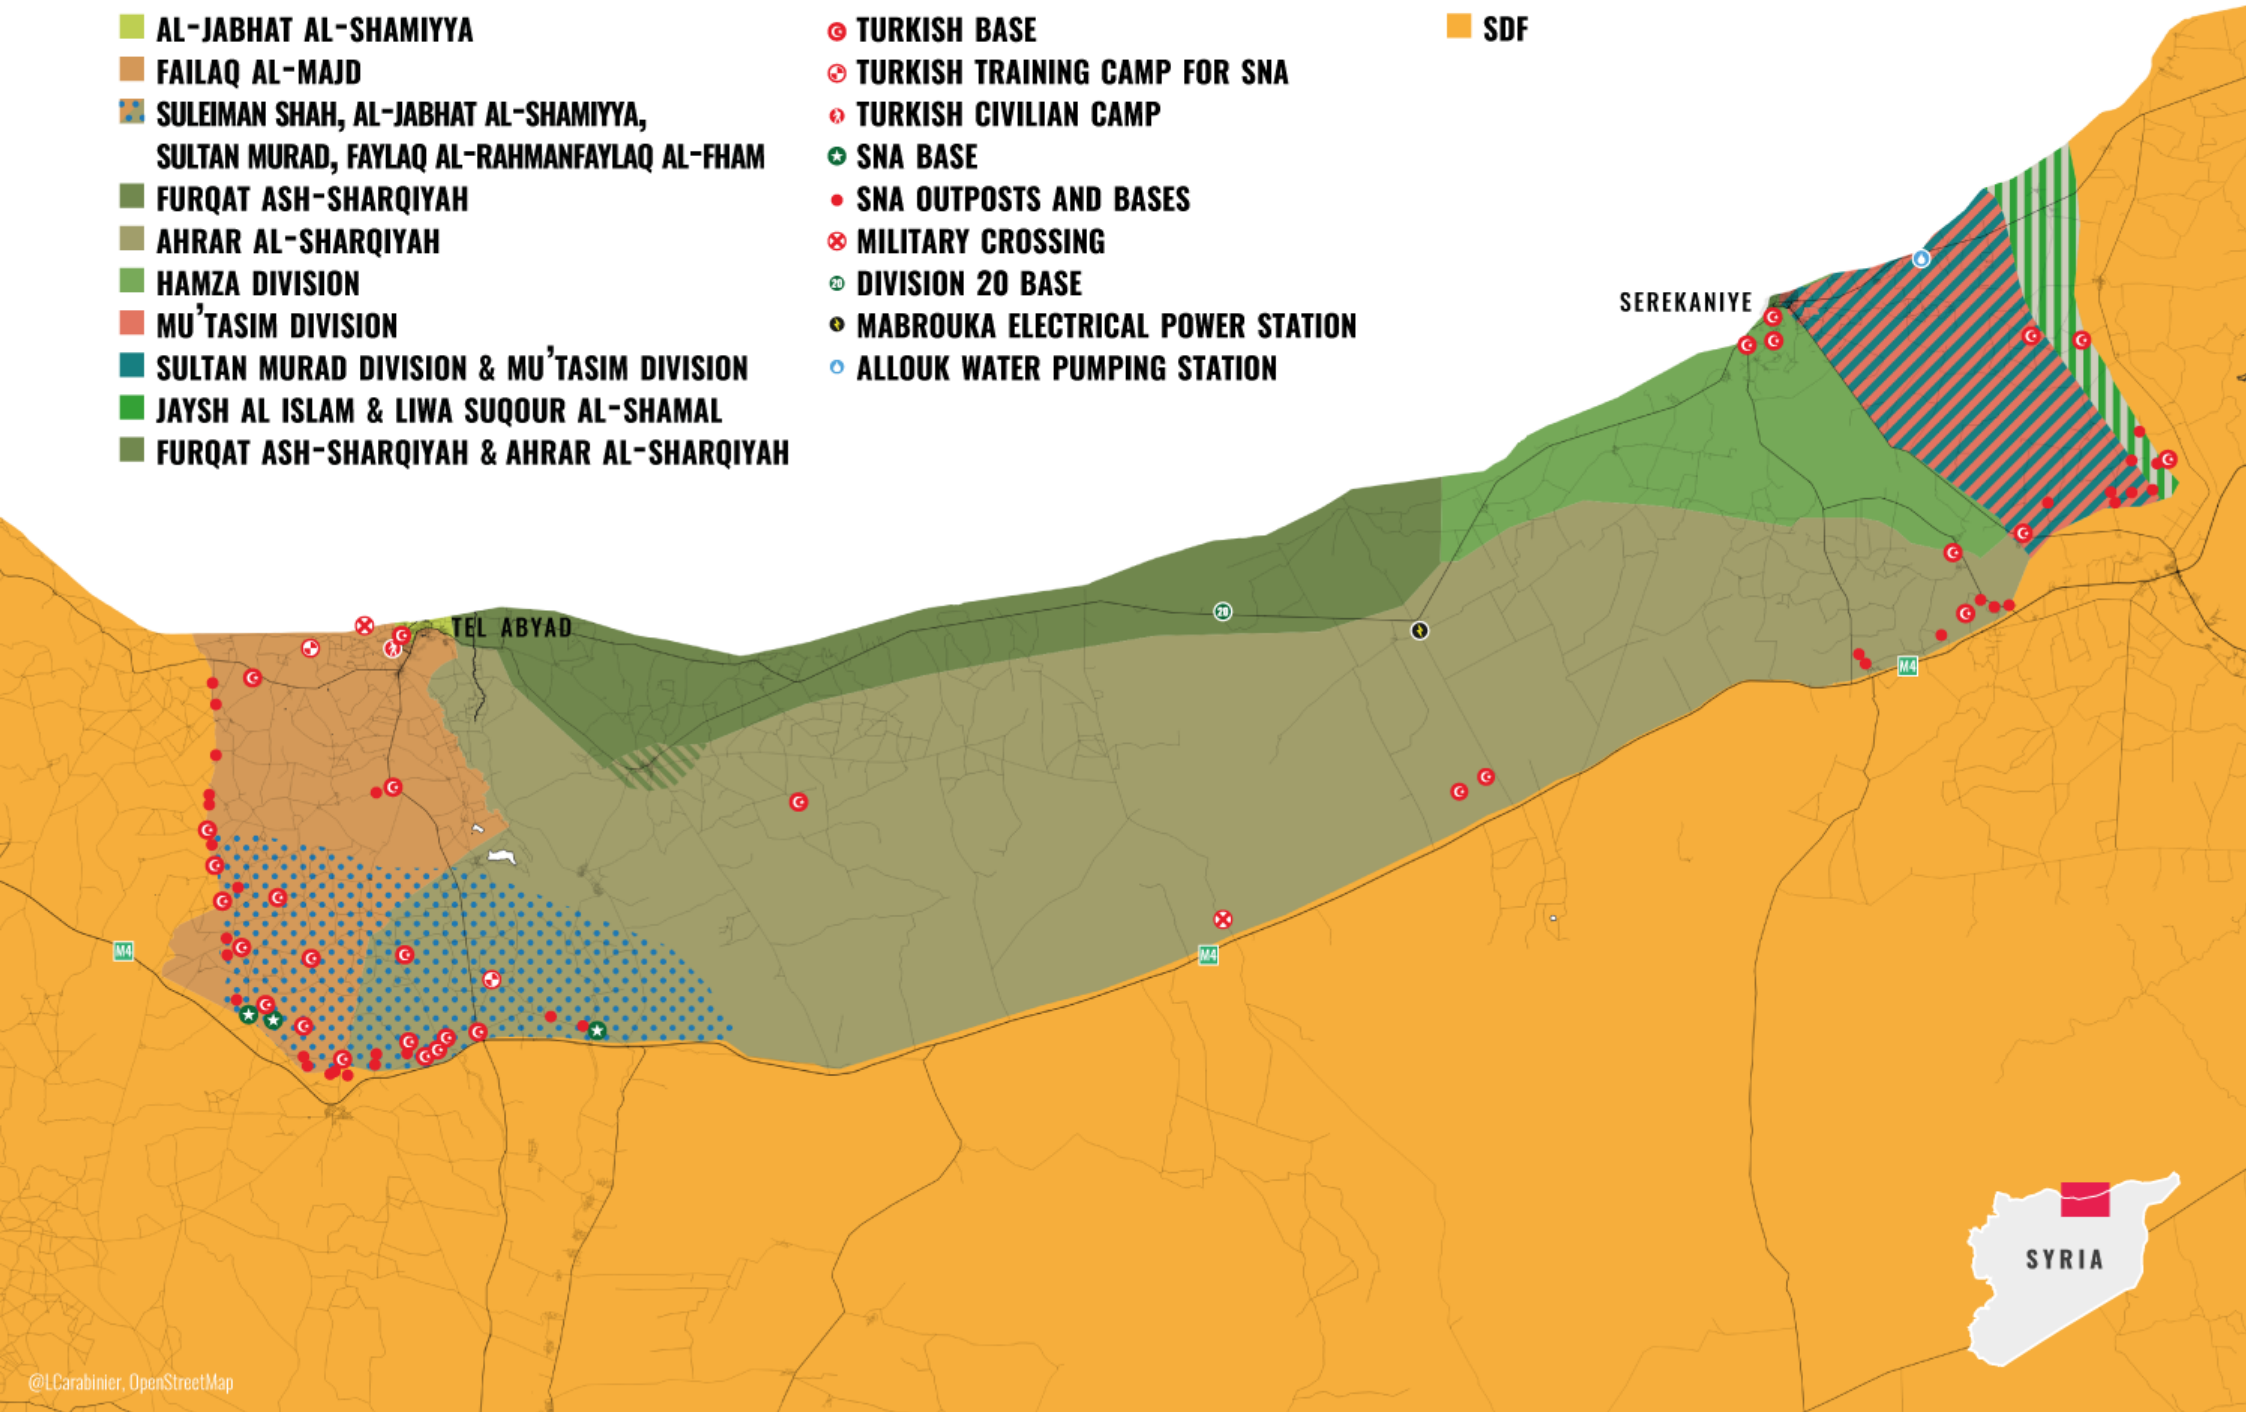 AL-JABHAT AL-SHAMIYYA
FAILAQ AL-MAJD
SULEIMAN SHAH, AL-JABHAT AL-SHAMIYYA,
SULTAN MURAD, FAYLAQ AL-RAHMANFAYLAQ AL-FHAM
FURQAT ASH-SHARQIYAH
AHRAR AL-SHARQIYAH
HAMZA DIVISION
MU'TASIM DIVISION
SULTAN MURAD DIVISION & MU'TASIM DIVISION
JAYSH AL ISLAM & LIWA SUQOUR AL-SHAMAL
FURQAT ASH-SHARQIYAH & AHRAR AL-SHARQIYAH
TURKISH BASE
TURKISH TRAINING CAMP FOR SNA
TURKISH CIVILIAN CAMP
SNA BASE
SNA OUTPOSTS AND BASES
MILITARY CROSSING
20 DIVISION 20 BASE
MABROUKA ELECTRICAL POWER STATION
ALLOUK WATER PUMPING STATION
SDF
SEREKANIYE
20
TEL ABYAD
M4
M4
M4
SYRIA
@LCarabinier, OpenStreetMap